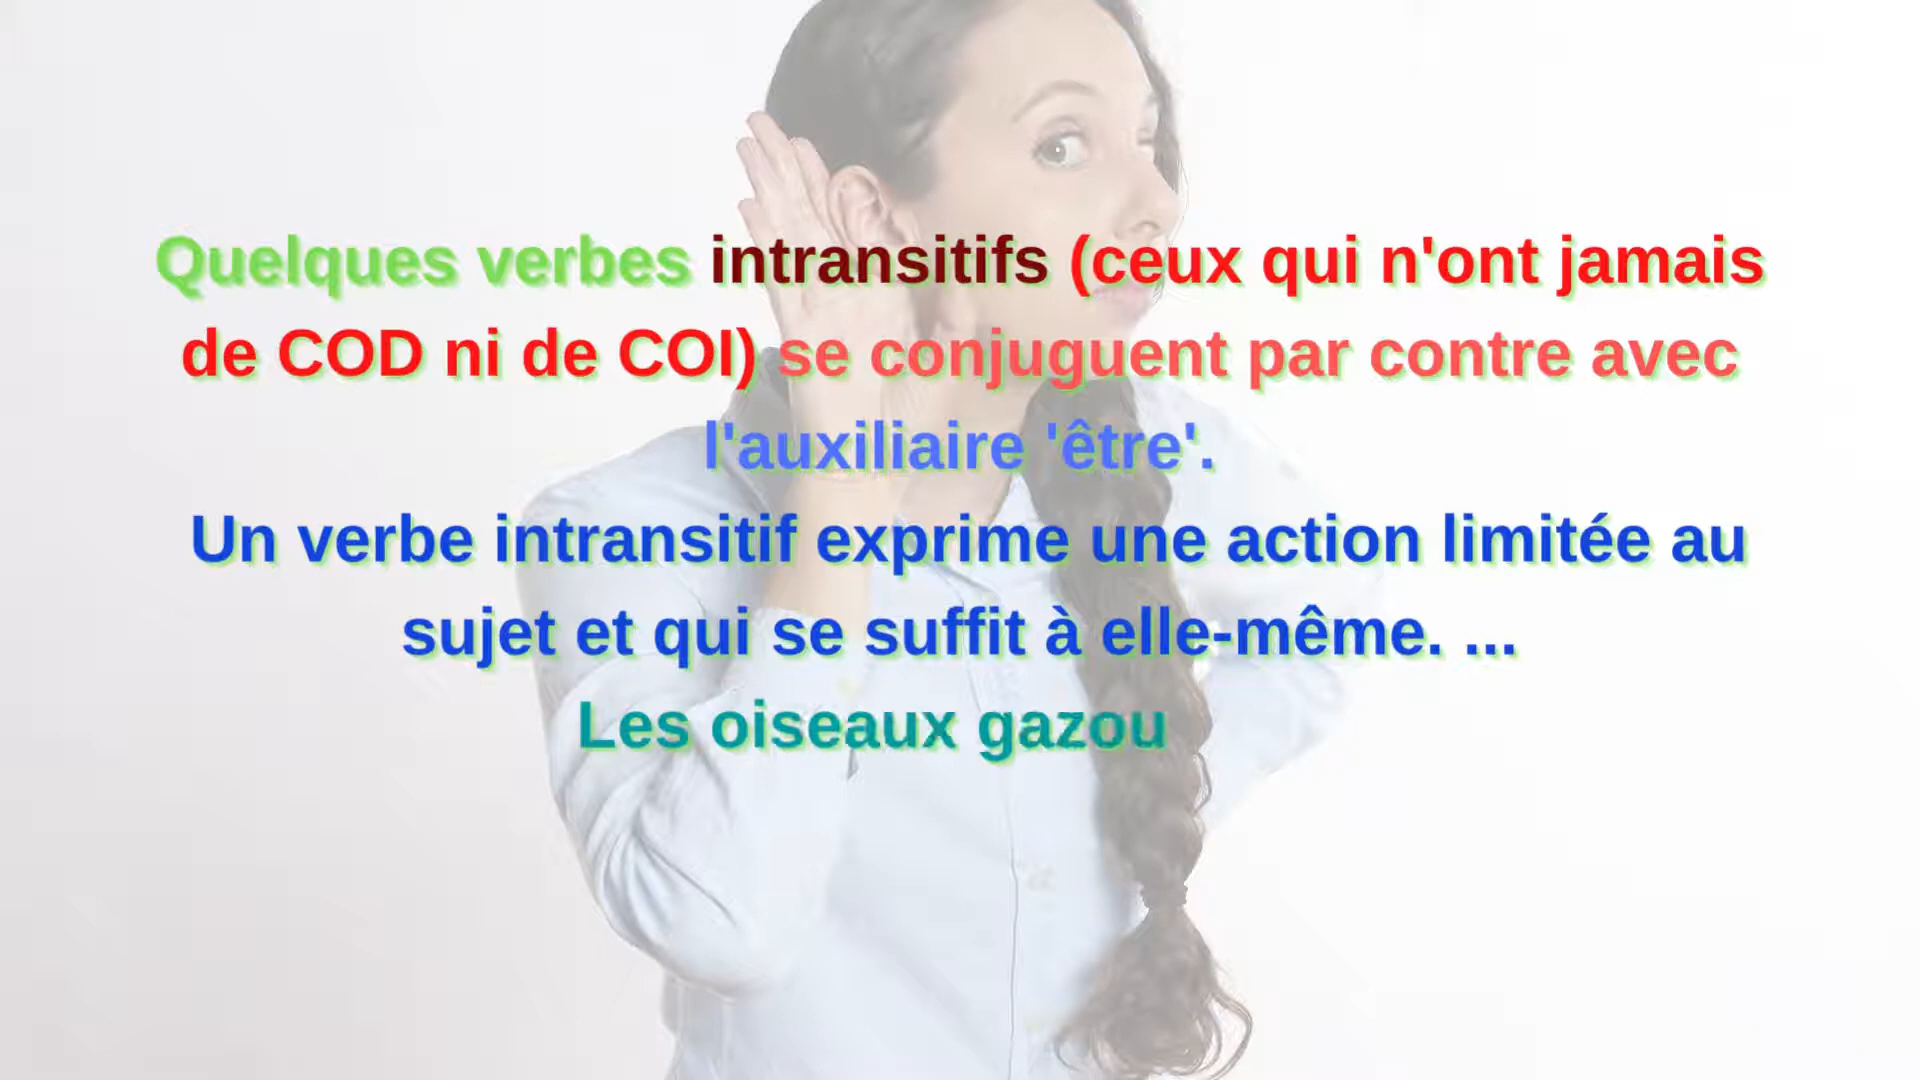 Quelques verbes intransitifs (ceux qui n'ont jamais
de COD ni de COI) se conjuguent par contre avec
l'auxiliaire 'être'.
Un verbe intransitif exprime une action limitée au
sujet et qui se suffit à elle-même. ...
Les oiseaux gazou